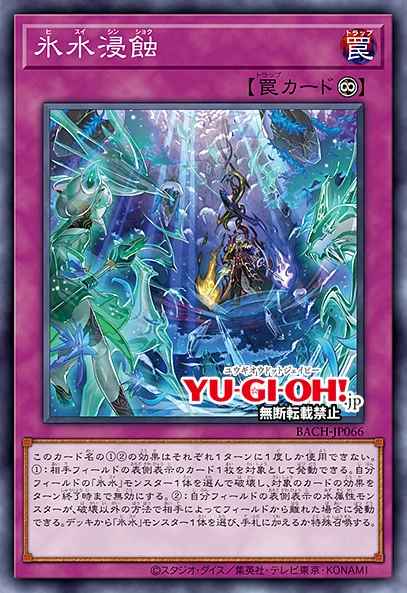 ヒ スイ シン ショク
氷水浸蝕
トラップ
罠
トラップ
【罠カード】
ユウギオウドットジェイピー
YU-GI-OH!.jp
無断転載禁止
BACH-JP066
このカード名の①②の効果はそれぞれ1ターンに1度しか使用できない。
①：相手フィールドの表側表示のカード1枚を対象として発動できる。自分
フィールドの「氷水」モンスター1体を選んで破壊し、対象のカードの効果を
ターン終了時まで無効にする。②：自分フィールドの表側表示の水属性モン
スターが、破壊以外の方法で相手によってフィールドから離れた場合に発動で
きる。デッキから「氷水」モンスター1体を選び、手札に加えるか特殊召喚する。
©スタジオ・ダイス／集英社・テレビ東京・KONAMI